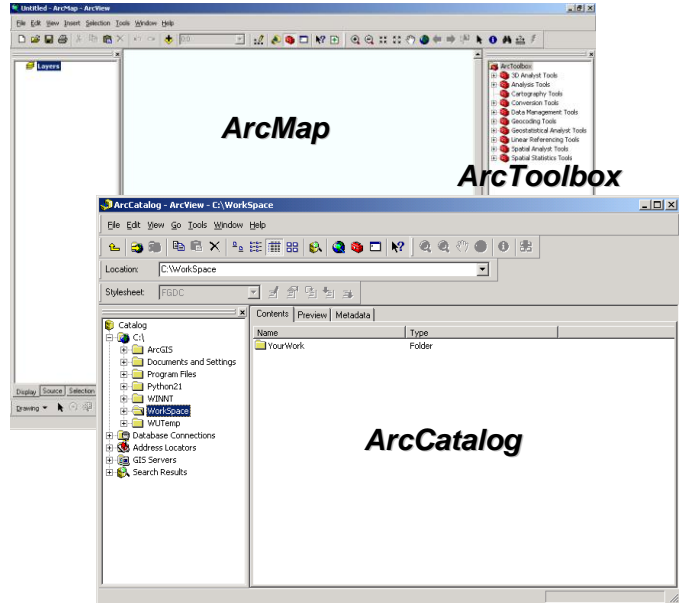 Untitled - ArcMap - ArcView
File Edit View Insert Selection Tools Window Help
Layers
ArcToolbox
3D Analyst Tools
Analysis Tools
Cartography Tools
Conversion Tools
Data Management Tools
Geocoding Tools
Geostatistical Analyst Tools
Linear Referencing Tools
Spatial Analyst Tools
Spatial Statistics Tools
ArcMap
ArcToolbox
Display Source Selection
Drawing
ArcCatalog - ArcView - C:\WorkSpace
File Edit View Go Tools Window Help
Location: C:\WorkSpace
Stylesheet: FGDC
Contents Preview Metadata
Name Type
YourWork Folder
Catalog
C:\
ArcGIS
Documents and Settings
Program Files
Python21
WINNT
WorkSpace
WUTemp
Database Connections
Address Locators
GIS Servers
Search Results
ArcCatalog